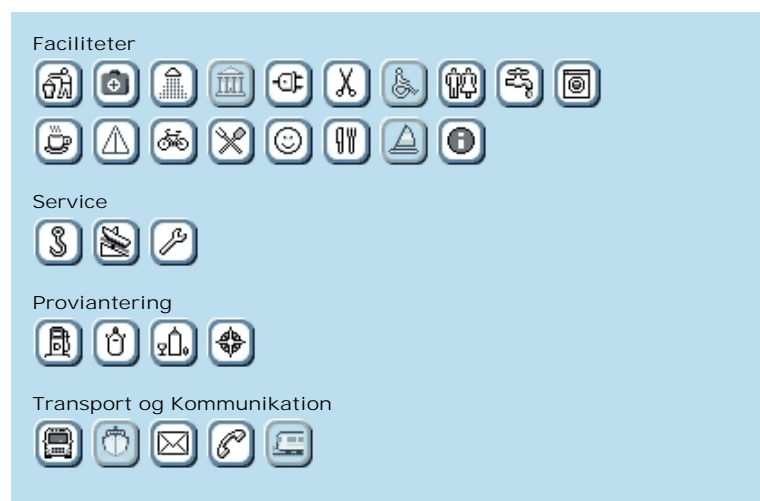 Faciliteter
Service
Proviantering
Transport og Kommunikation